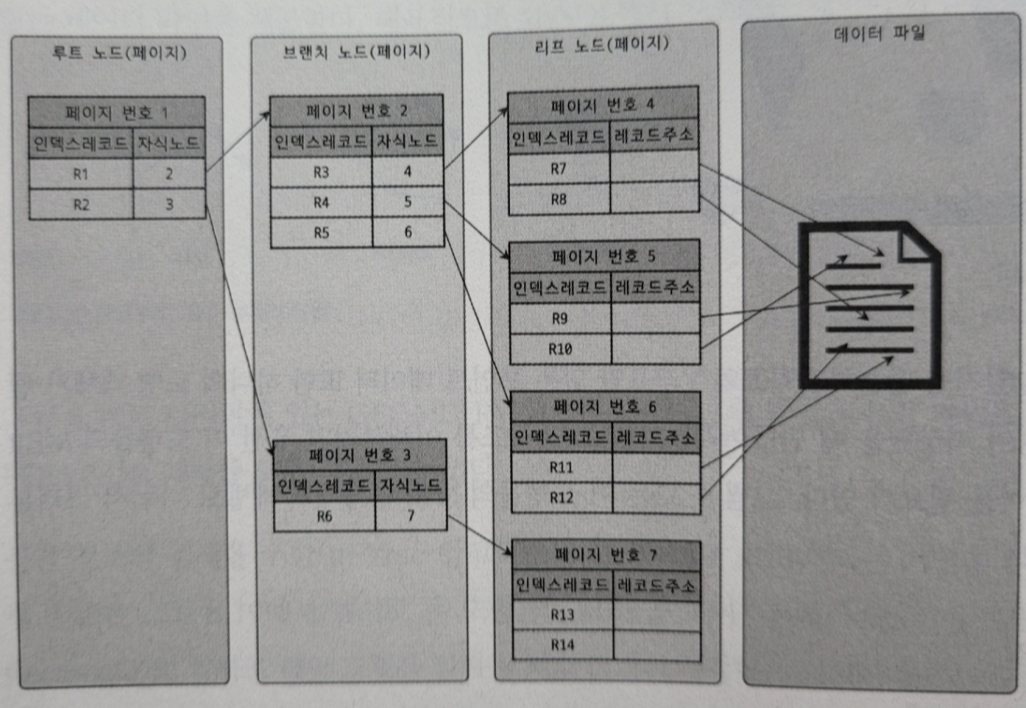 루트 노드(페이지)
페이지 번호 1
인덱스레코드 자식노드
R1 2
R2 3
브랜치 노드(페이지)
페이지 번호 2
인덱스레코드 자식노드
R3 4
R4 5
R5 6
페이지 번호 3
인덱스레코드 자식노드
R6 7
리프 노드(페이지)
페이지 번호 4
인덱스레코드 레코드주소
R7
R8
페이지 번호 5
인덱스레코드 레코드주소
R9
R10
페이지 번호 6
인덱스레코드 레코드주소
R11
R12
페이지 번호 7
인덱스레코드 레코드주소
R13
R14
데이터 파일